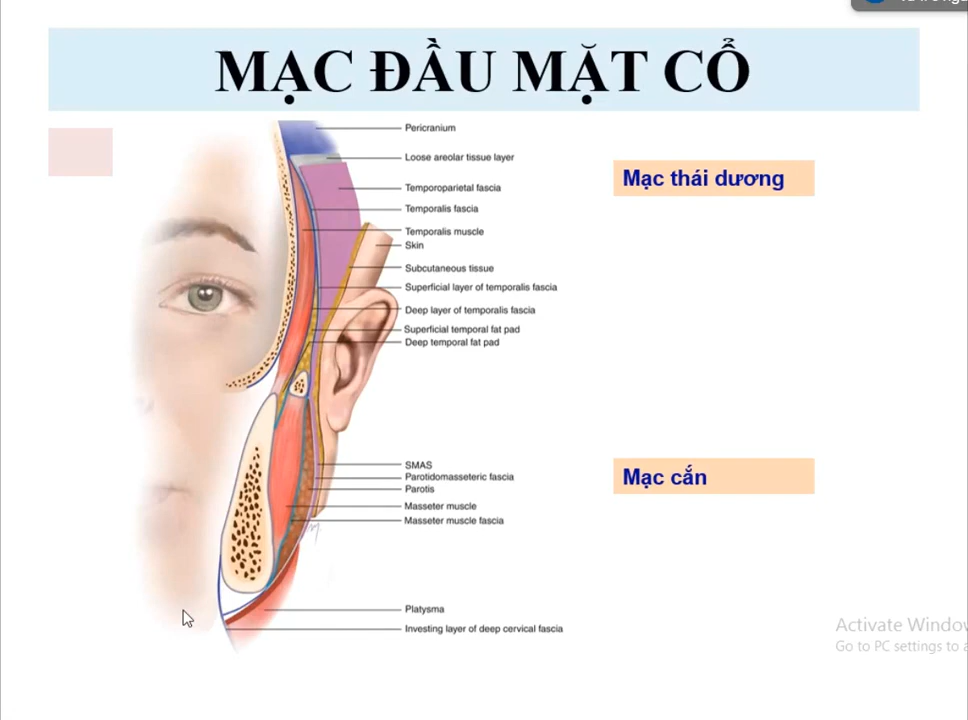 MẠC ĐẦU MẶT CỔ
Pericranium
Loose areolar tissue layer
Temporoparietal fascia
Mạc thái dương
Temporalis fascia
Temporalis muscle
Skin
Subcutaneous tissue
Superficial layer of temporalis fascia
Deep layer of temporalis fascia
Superficial temporal fat pad
Deep temporal fat pad
SMAS
Parotidomasseteric fascia
Mạc cắn
Parotis
Masseter muscle
Masseter muscle fascia
Platysma
Investing layer of deep cervical fascia
Activate Window
Go to PC settings to a